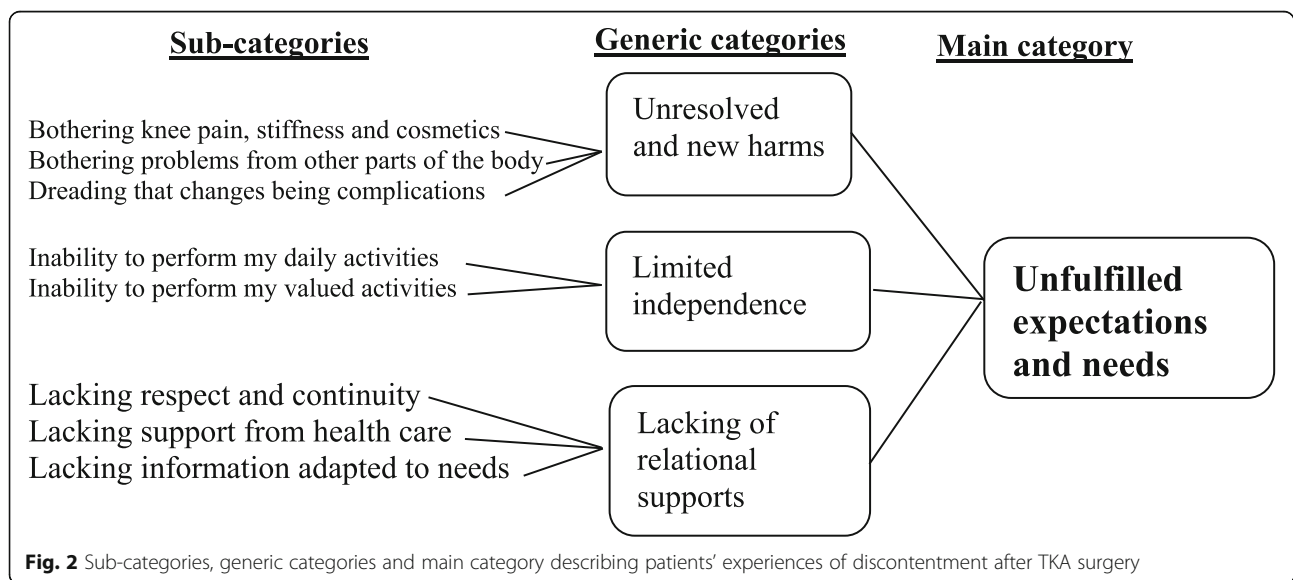 Sub-categories
Generic categories
Main category
Bothering knee pain, stiffness and cosmetics
Bothering problems from other parts of the body
Dreading that changes being complications
Unresolved
and new harms
Inability to perform my daily activities
Inability to perform my valued activities
Limited
independence
Lacking respect and continuity
Lacking support from health care
Lacking information adapted to needs
Lacking of
relational
supports
Unfulfilled
expectations
and needs
Fig. 2 Sub-categories, generic categories and main category describing patients’ experiences of discontentment after TKA surgery